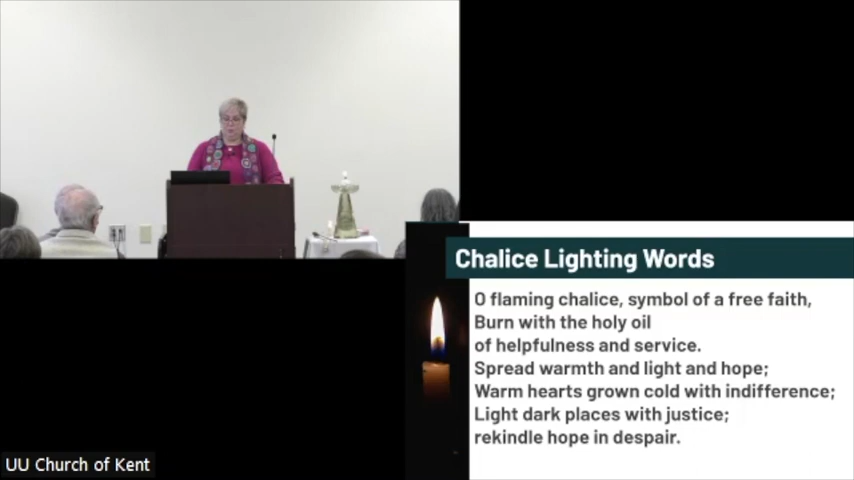 Chalice Lighting Words
O flaming chalice, symbol of a free faith,
Burn with the holy oil
of helpfulness and service.
Spread warmth and light and hope;
Warm hearts grown cold with indifference;
Light dark places with justice;
rekindle hope in despair.
UU Church of Kent